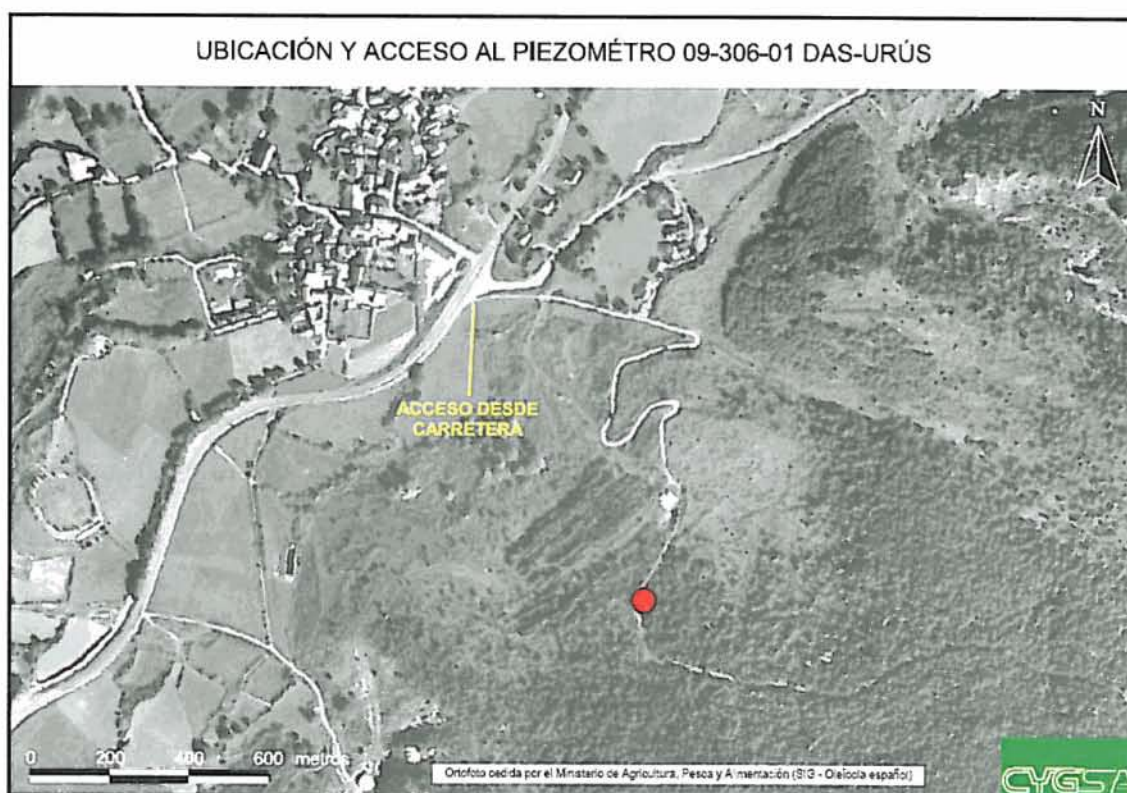 UBICACIÓN Y ACCESO AL PIEZOMÉTRO 09-306-01 DAS-URÚS
N
ACCESO DESDE
CARRETERA
0 200 400 600 metros
Ortofoto cedida por el Ministerio de Agricultura, Pesca y Alimentación (SIG - Oleícola español)
CYGSA